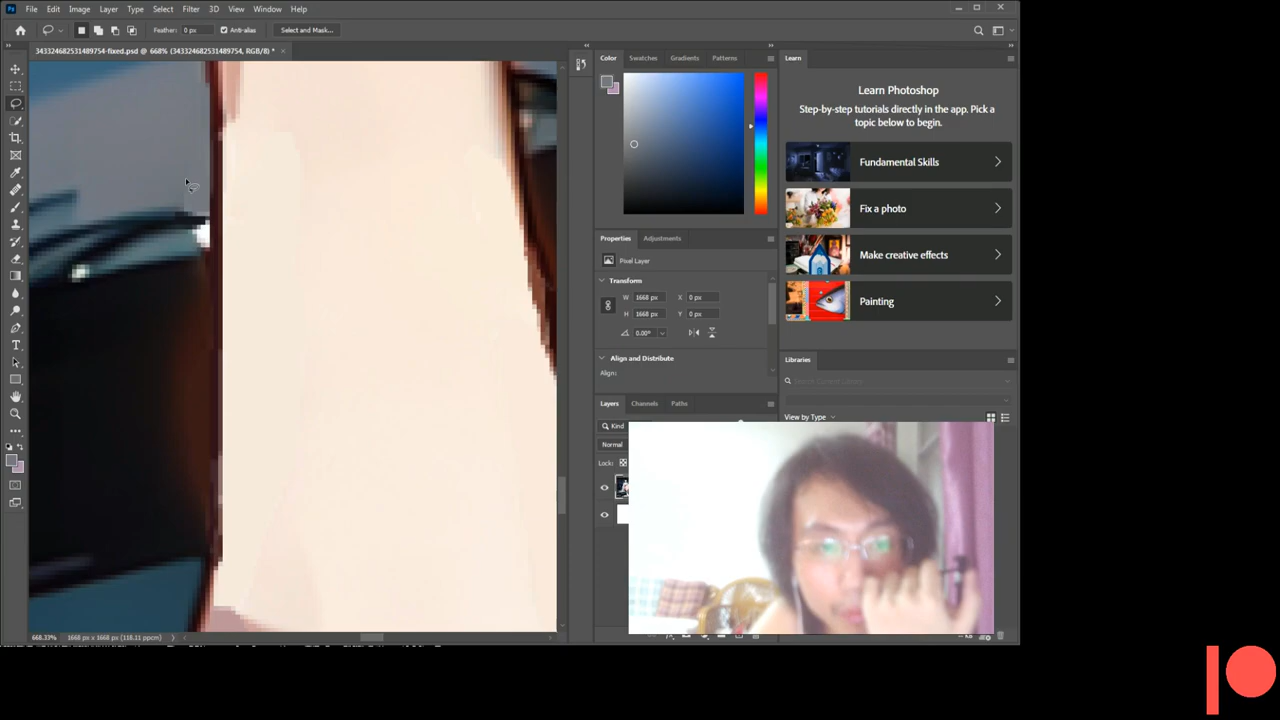 Ps File Edit Image Layer Type Select Filter 3D View Window Help
Feather: 0 px Anti-alias Select and Mask...
343324682531489754-fixed.psd @ 668% (343324682531489754, RGB/8) *
Color Swatches Gradients Patterns
Learn
Learn Photoshop
Step-by-step tutorials directly in the app. Pick a
topic below to begin.
Fundamental Skills
Fix a photo
Make creative effects
Painting
Properties Adjustments
Pixel Layer
Transform
W 1668 px X 0 px
H 1668 px Y 0 px
0.00°
Align and Distribute
Align:
Libraries
Search Current Library
View by Type
Layers Channels Paths
Kind
Normal
Lock:
668.33% 1668 px x 1668 px (118.11 ppcm)